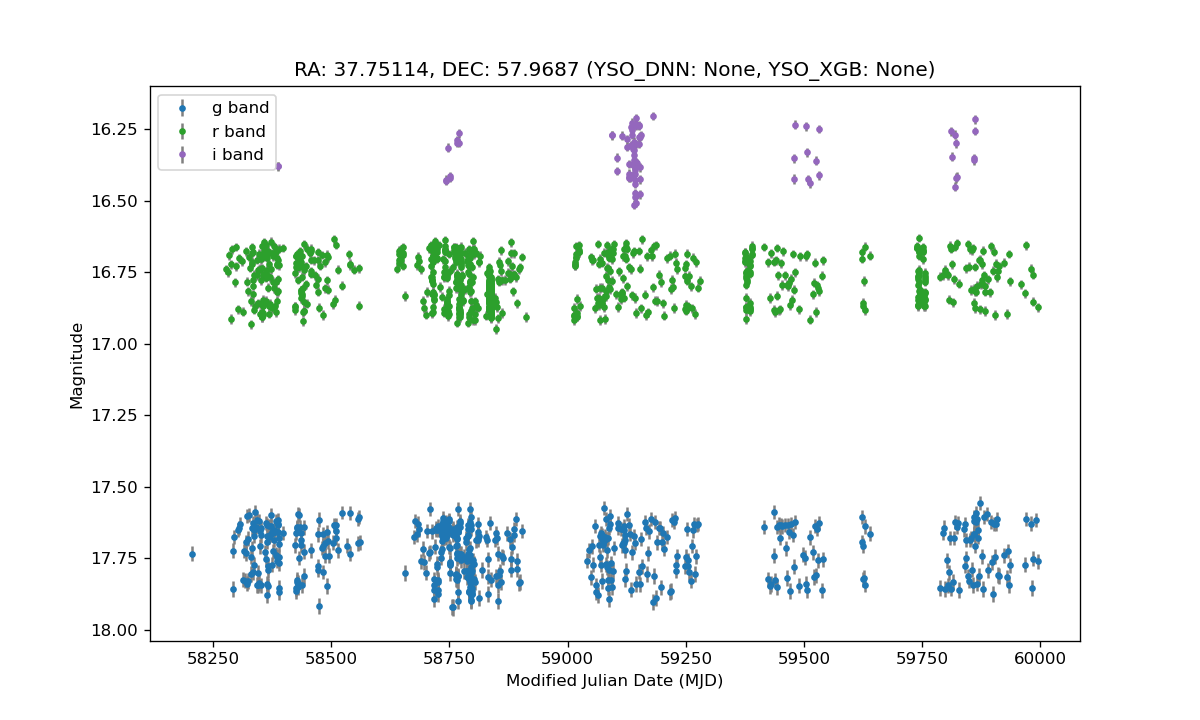 RA: 37.75114, DEC: 57.9687 (YSO_DNN: None, YSO_XGB: None)
g band
r band
i band
16.25
16.50
16.75
17.00
17.25
17.50
17.75
18.00
Magnitude
58250 58500 58750 59000 59250 59500 59750 60000
Modified Julian Date (MJD)